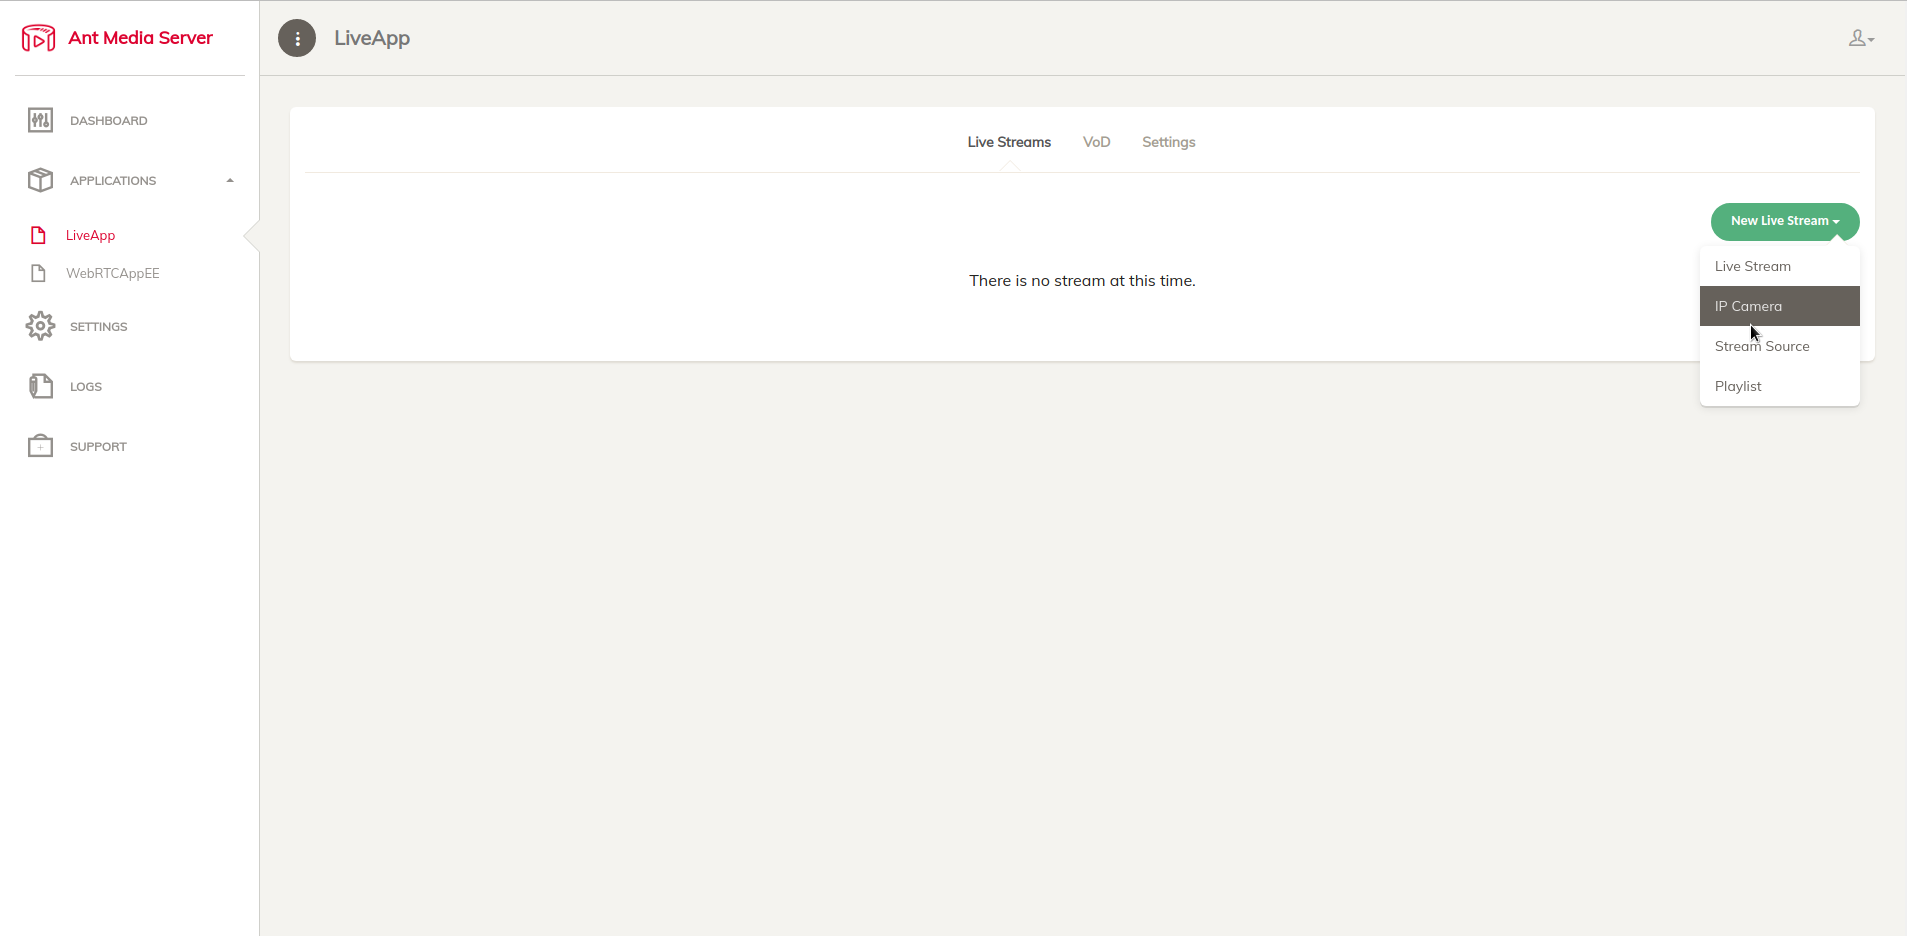 Ant Media Server
LiveApp
DASHBOARD
APPLICATIONS
LiveApp
WebRTCAppEE
SETTINGS
LOGS
SUPPORT
Live Streams VoD Settings
New Live Stream
There is no stream at this time.
Live Stream
IP Camera
Stream Source
Playlist